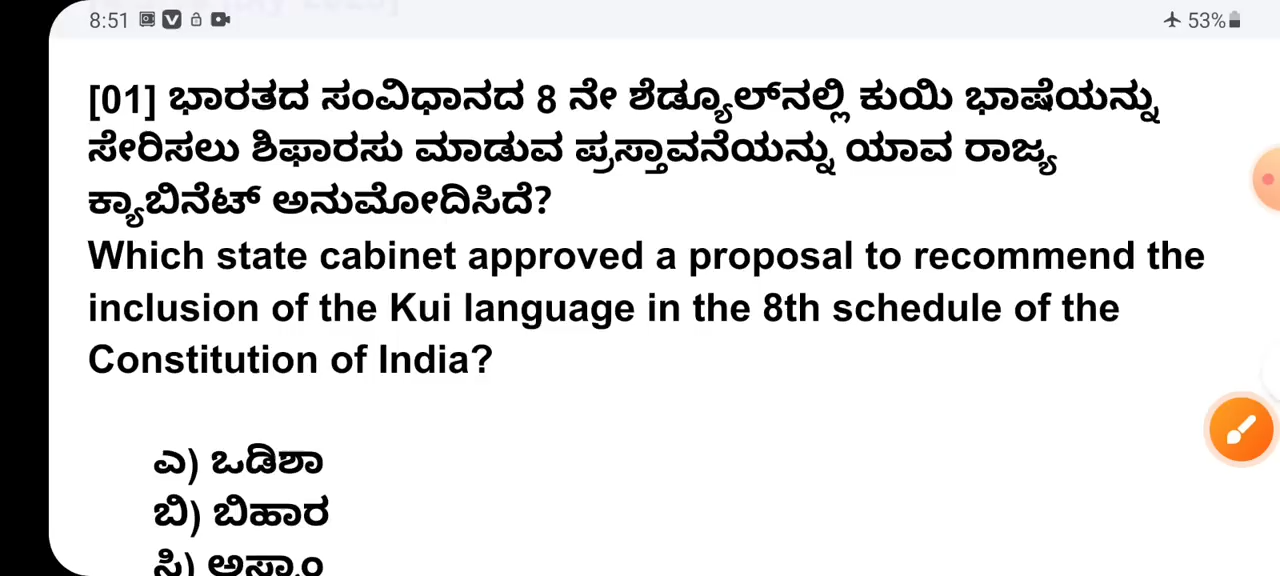 8:51
53%
[01] ಭಾರತದ ಸಂವಿಧಾನದ 8 ನೇ ಶೆಡ್ಯೂಲ್‌ನಲ್ಲಿ ಕುಯಿ ಭಾಷೆಯನ್ನು
ಸೇರಿಸಲು ಶಿಫಾರಸು ಮಾಡುವ ಪ್ರಸ್ತಾವನೆಯನ್ನು ಯಾವ ರಾಜ್ಯ
ಕ್ಯಾಬಿನೆಟ್ ಅನುಮೋದಿಸಿದೆ?
Which state cabinet approved a proposal to recommend the
inclusion of the Kui language in the 8th schedule of the
Constitution of India?
ಎ) ಒಡಿಶಾ
ಬಿ) ಬಿಹಾರ
ಸಿ) ಅಸ್ಸಾಂ